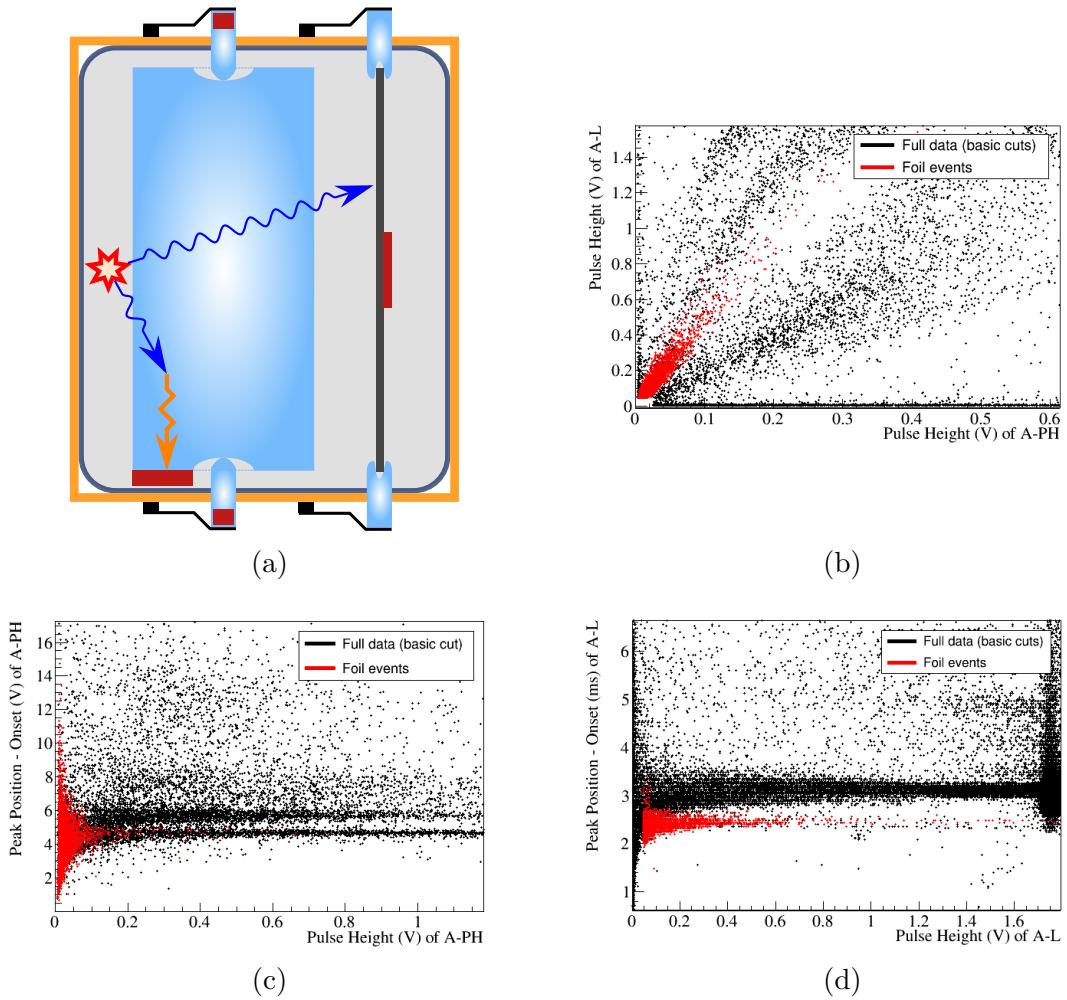 (a)
Pulse Height (V) of A-L
1.4
1.2
1
0.8
0.6
0.4
0.2
0
Full data (basic cuts)
Foil events
0 0.1 0.2 0.3 0.4 0.5 0.6
Pulse Height (V) of A-PH
(b)
Peak Position - Onset (V) of A-PH
16
14
12
10
8
6
4
2
Full data (basic cut)
Foil events
0 0.2 0.4 0.6 0.8 1
Pulse Height (V) of A-PH
(c)
Peak Position - Onset (ms) of A-L
6
5
4
3
2
1
Full data (basic cuts)
Foil events
0 0.2 0.4 0.6 0.8 1 1.2 1.4 1.6
Pulse Height (V) of A-L
(d)